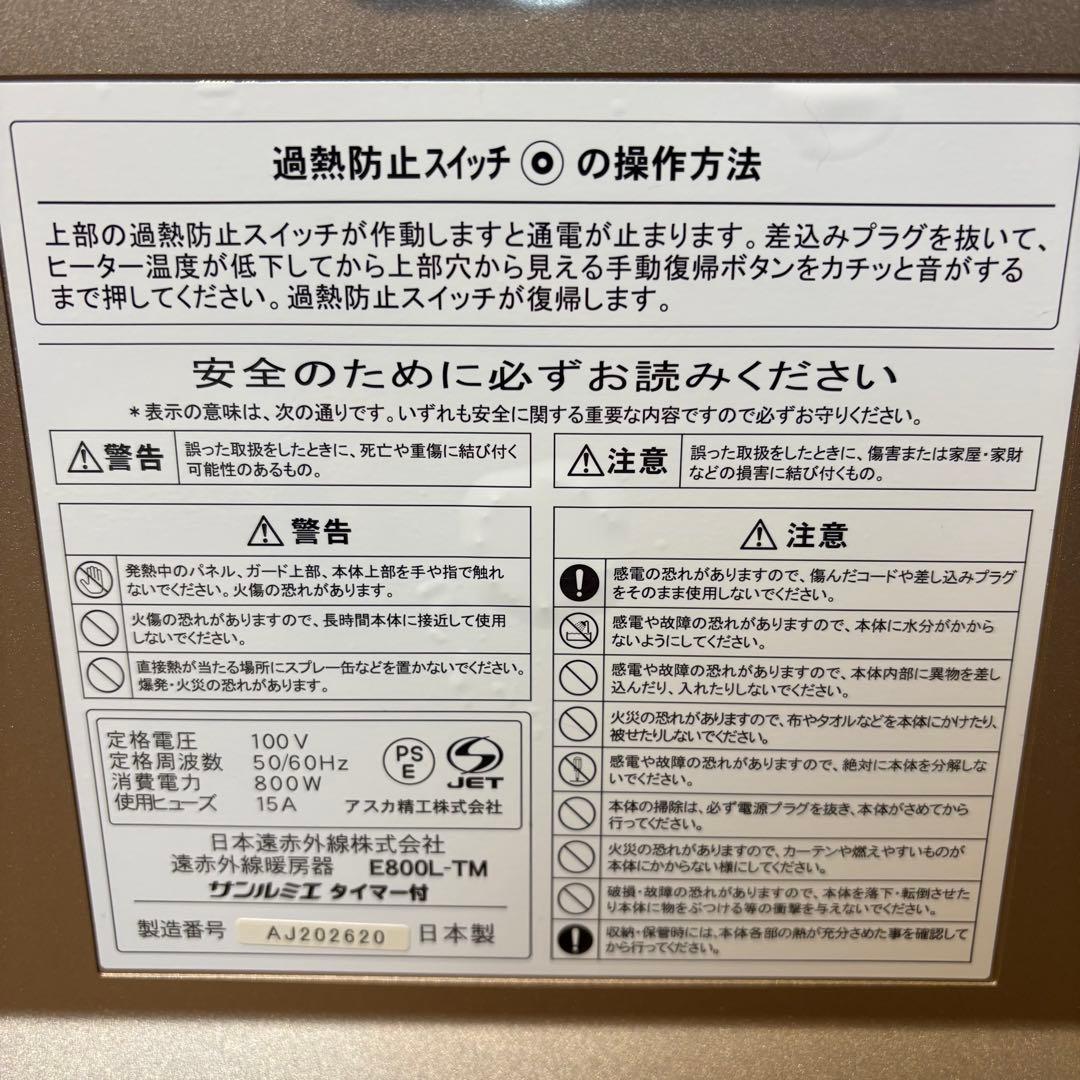 過熱防止スイッチ の操作方法
上部の過熱防止スイッチが作動しますと通電が止まります。差込みプラグを抜いて、
ヒーター温度が低下してから上部穴から見える手動復帰ボタンをカチッと音がする
まで押してください。過熱防止スイッチが復帰します。
安全のために必ずお読みください
＊表示の意味は、次の通りです。いずれも安全に関する重要な内容ですので必ずお守りください。
警告
誤った取扱をしたときに、死亡や重傷に結び付く
可能性のあるもの。
注意
誤った取扱をしたときに、傷害または家屋・家財
などの損害に結び付くもの。
警告
発熱中のパネル、ガード上部、本体上部を手や指で触れ
ないでください。火傷の恐れがあります。
火傷の恐れがありますので、長時間本体に接近して使用
しないでください。
直接熱が当たる場所にスプレー缶などを置かないでください。
爆発・火災の恐れがあります。
定格電圧 100V
定格周波数 50/60Hz
消費電力 800W
使用ヒューズ 15A
PS
E
JET
アスカ精工株式会社
日本遠赤外線株式会社
遠赤外線暖房器 E800L-TM
サンルミエ タイマー付
製造番号 AJ202620 日本製
注意
感電の恐れがありますので、傷んだコードや差し込みプラグ
をそのまま使用しないでください。
感電や故障の恐れがありますので、本体に水分がかから
ないようにしてください。
感電や故障の恐れがありますので、本体内部に異物を差し
込んだり、入れたりしないでください。
火災の恐れがありますので、布やタオルなどを本体にかけたり、
被せたりしないでください。
感電や故障の恐れがありますので、絶対に本体を分解しな
いでください。
本体の掃除は、必ず電源プラグを抜き、本体がさめてから
行ってください。
火災の恐れがありますので、カーテンや燃えやすいものが
本体にかからない様にしてください。
破損・故障の恐れがありますので、本体を落下・転倒させた
り本体に物をぶつける等の衝撃を与えないでください。
収納・保管時には、本体各部の熱が充分さめた事を確認して
から行ってください。